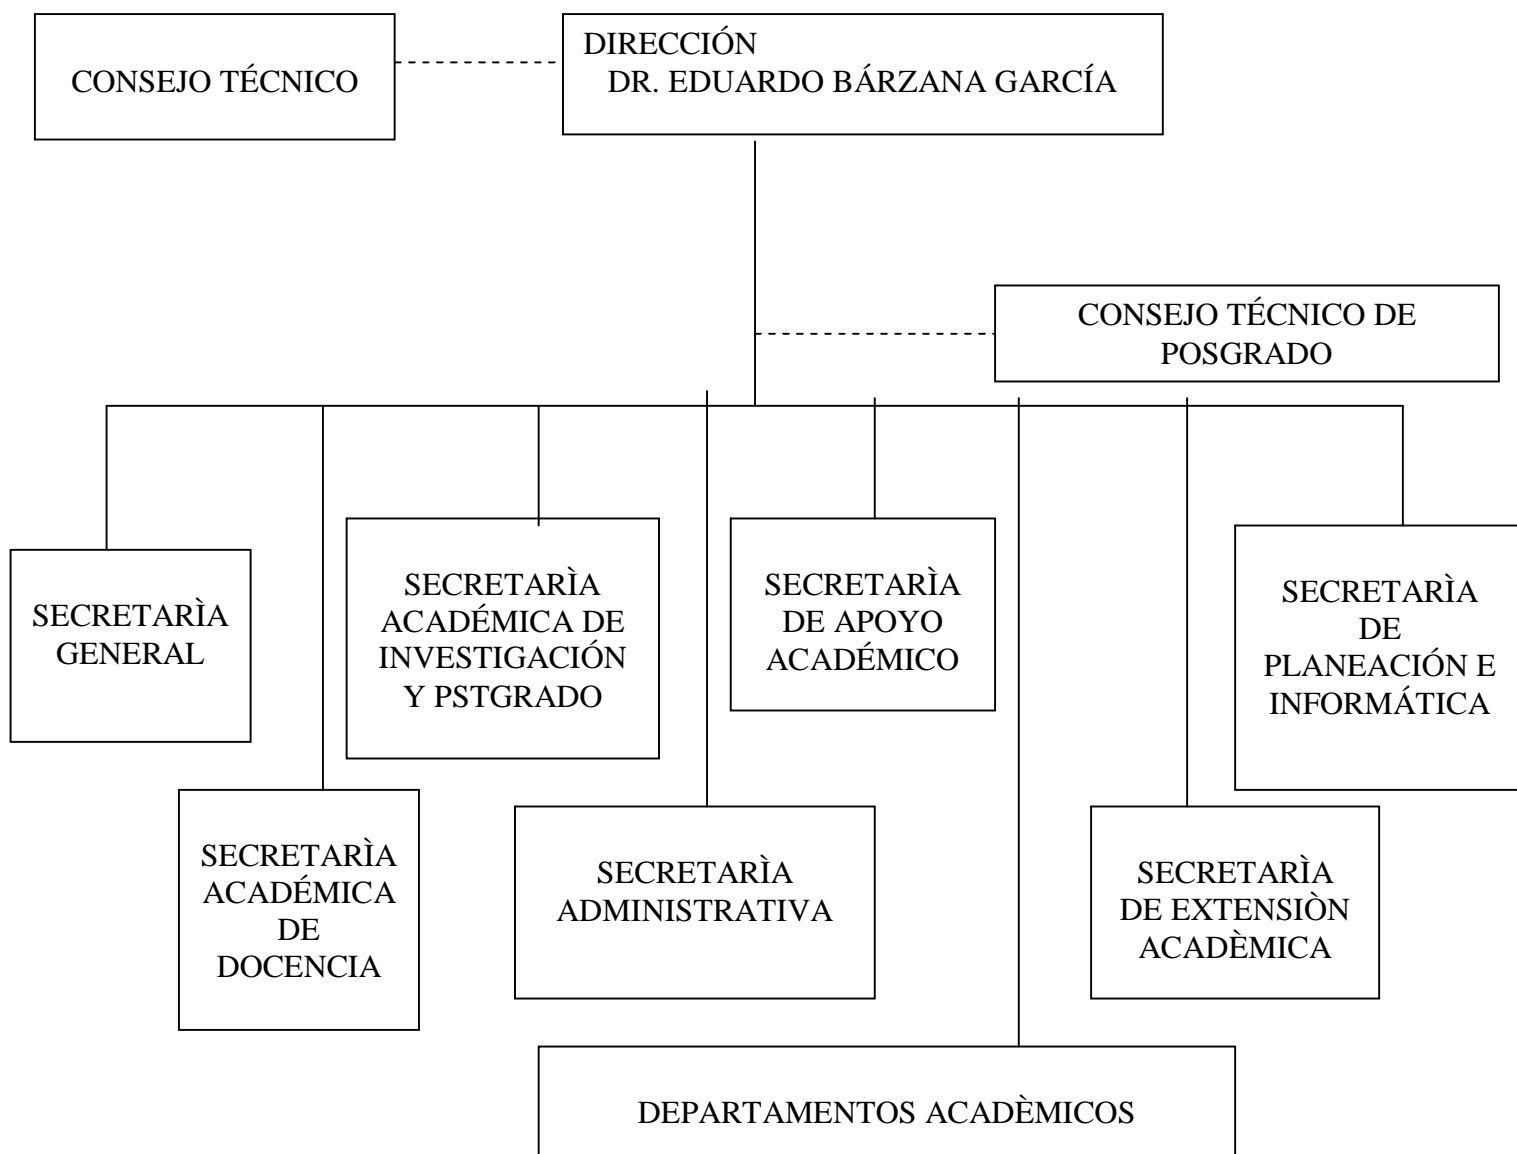 CONSEJO TÉCNICO
DIRECCIÓN
DR. EDUARDO BÁRZANA GARCÍA
CONSEJO TÉCNICO DE
POSGRADO
SECRETARÌA
GENERAL
SECRETARÌA
ACADÉMICA DE
INVESTIGACIÓN
Y PSTGRADO
SECRETARÌA
DE APOYO
ACADÉMICO
SECRETARÌA
DE
PLANEACIÓN E
INFORMÁTICA
SECRETARÌA
ACADÉMICA
DE
DOCENCIA
SECRETARÌA
ADMINISTRATIVA
SECRETARÌA
DE EXTENSIÒN
ACADÈMICA
DEPARTAMENTOS ACADÈMICOS